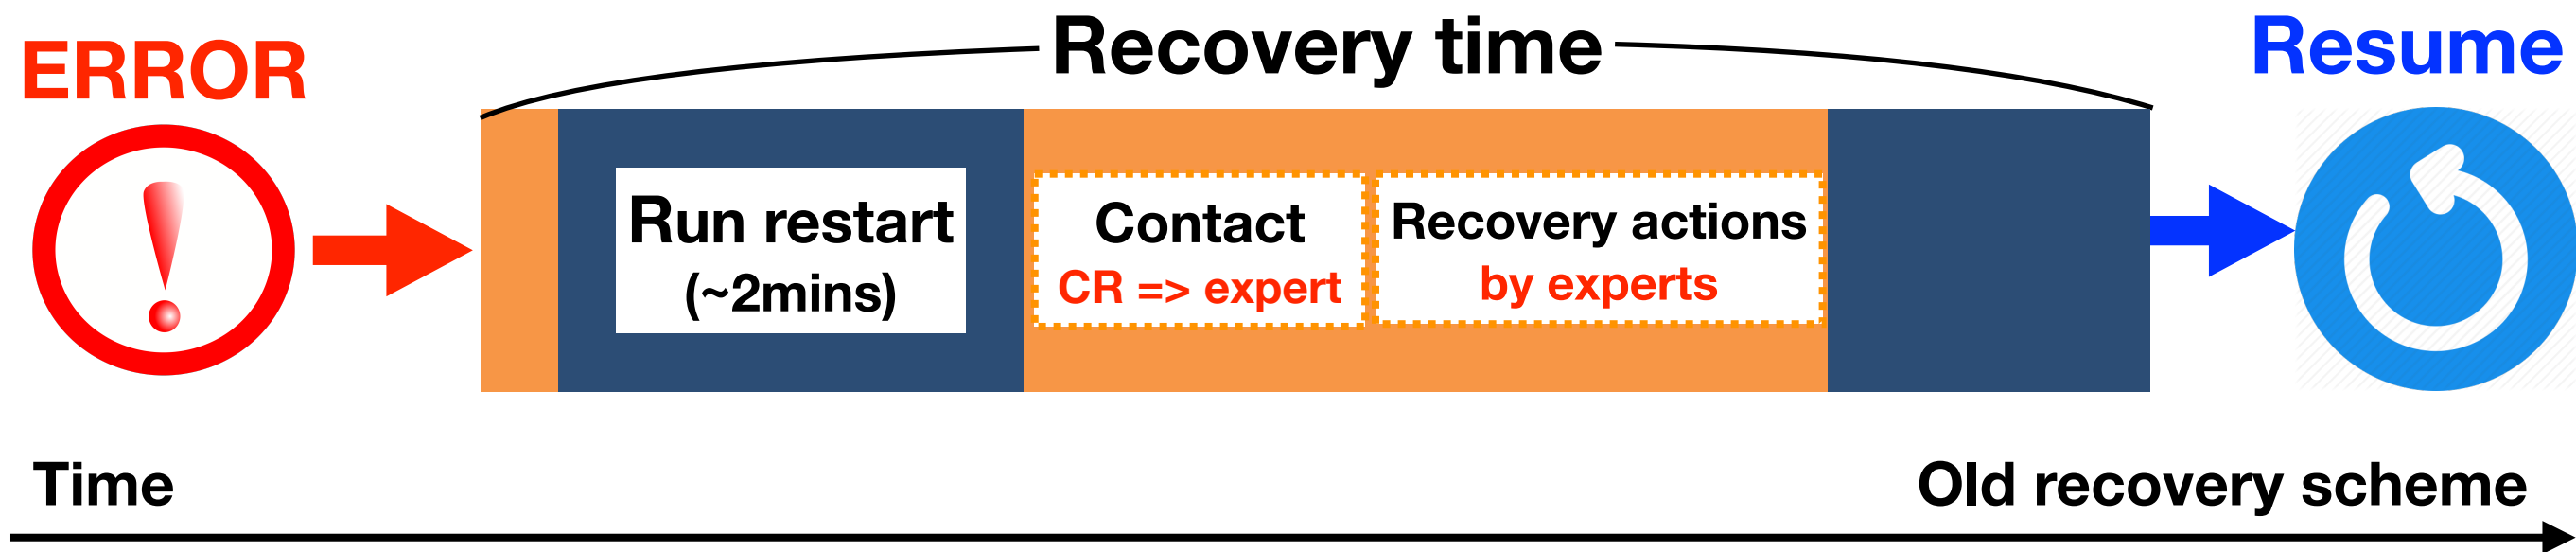 Recovery time
ERROR
Resume
Run restart
(~2mins)
Contact
CR => expert
Recovery actions
by experts
Time
Old recovery scheme